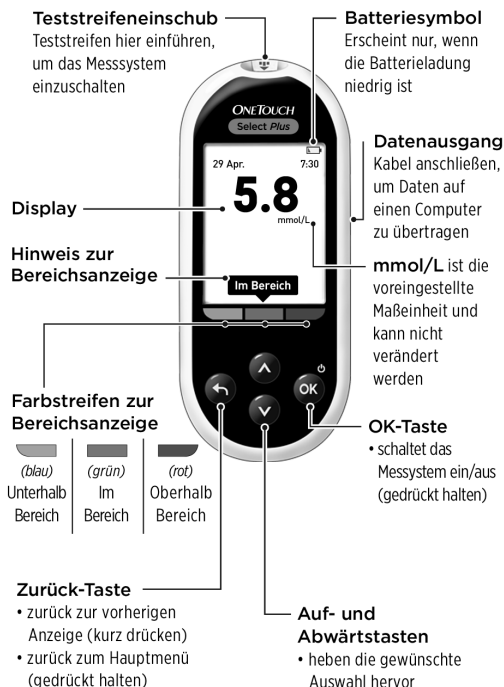 Teststreifeneinschub
Teststreifen hier einführen,
um das Messsystem
einzuschalten
Batteriesymbol
Erscheint nur, wenn
die Batterieladung
niedrig ist
ONETOUCH
Select Plus
29 Apr. 7:30
5.8
mmol/L
Im Bereich
OK
Datenausgang
Kabel anschließen,
um Daten auf
einen Computer
zu übertragen
Display
Hinweis zur
Bereichsanzeige
mmol/L ist die
voreingestellte
Maßeinheit und
kann nicht
verändert
werden
Farbstreifen zur
Bereichsanzeige
(blau) (grün) (rot)
Unterhalb Im Oberhalb
Bereich Bereich Bereich
OK-Taste
• schaltet das
Messystem ein/aus
(gedrückt halten)
Zurück-Taste
• zurück zur vorherigen
Anzeige (kurz drücken)
• zurück zum Hauptmenü
(gedrückt halten)
Auf- und
Abwärtstasten
• heben die gewünschte
Auswahl hervor